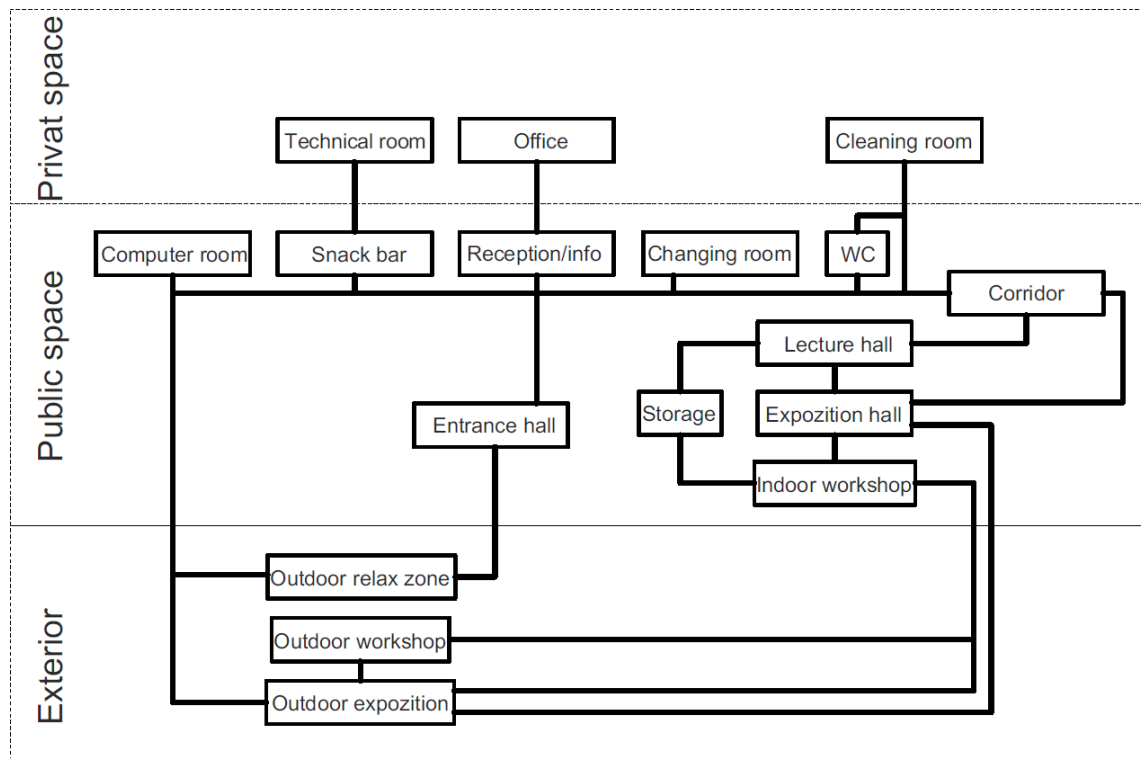 Privat space
Technical room
Office
Cleaning room
Public space
Computer room
Snack bar
Reception/info
Changing room
WC
Corridor
Lecture hall
Storage
Expozition hall
Entrance hall
Indoor workshop
Exterior
Outdoor relax zone
Outdoor workshop
Outdoor expozition